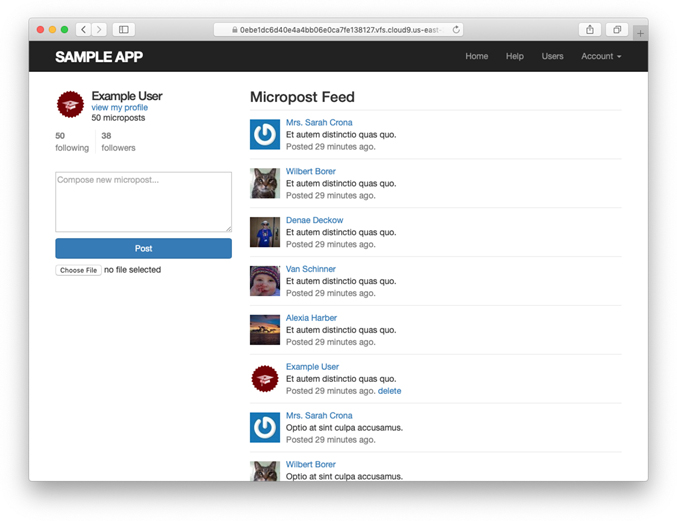 0ebe1dc6d40e4a4bb06e0ca7fe138127.vfs.cloud9.us-east-
SAMPLE APP
Home
Help
Users
Account
Example User
view my profile
50 microposts
50
following
38
followers
Compose new micropost...
Post
Choose File no file selected
Micropost Feed
Mrs. Sarah Crona
Et autem distinctio quas quo.
Posted 29 minutes ago.
Wilbert Borer
Et autem distinctio quas quo.
Posted 29 minutes ago.
Denae Deckow
Et autem distinctio quas quo.
Posted 29 minutes ago.
Van Schinner
Et autem distinctio quas quo.
Posted 29 minutes ago.
Alexia Harber
Et autem distinctio quas quo.
Posted 29 minutes ago.
Example User
Et autem distinctio quas quo.
Posted 29 minutes ago. delete
Mrs. Sarah Crona
Optio at sint culpa accusamus.
Posted 29 minutes ago.
Wilbert Borer
Optio at sint culpa accusamus.